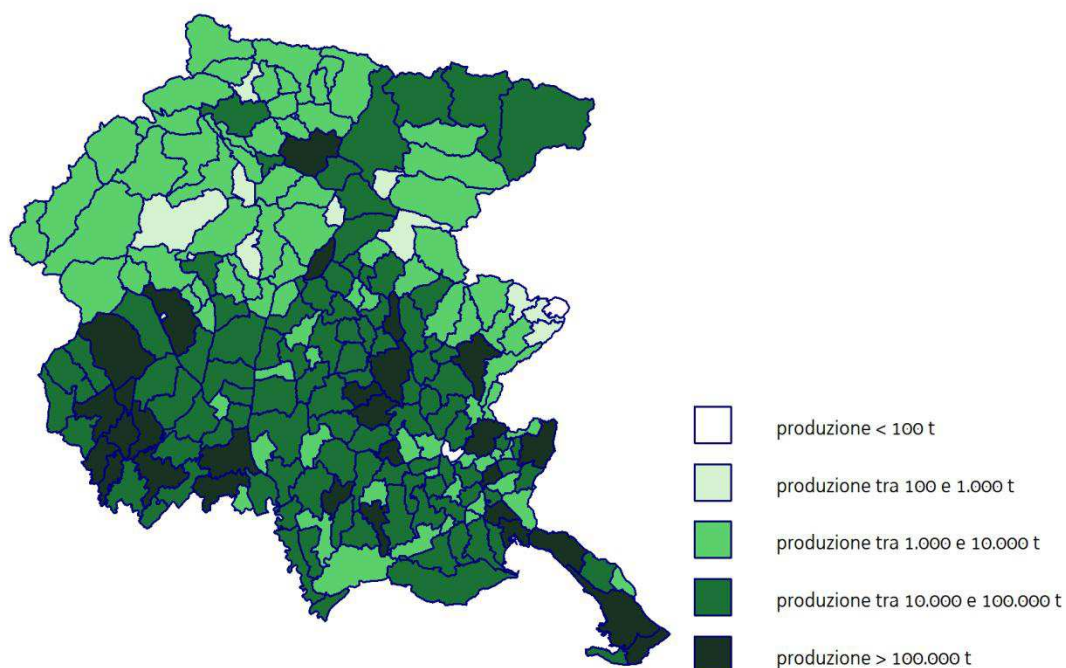 produzione < 100 t
produzione tra 100 e 1.000 t
produzione tra 1.000 e 10.000 t
produzione tra 10.000 e 100.000 t
produzione > 100.000 t